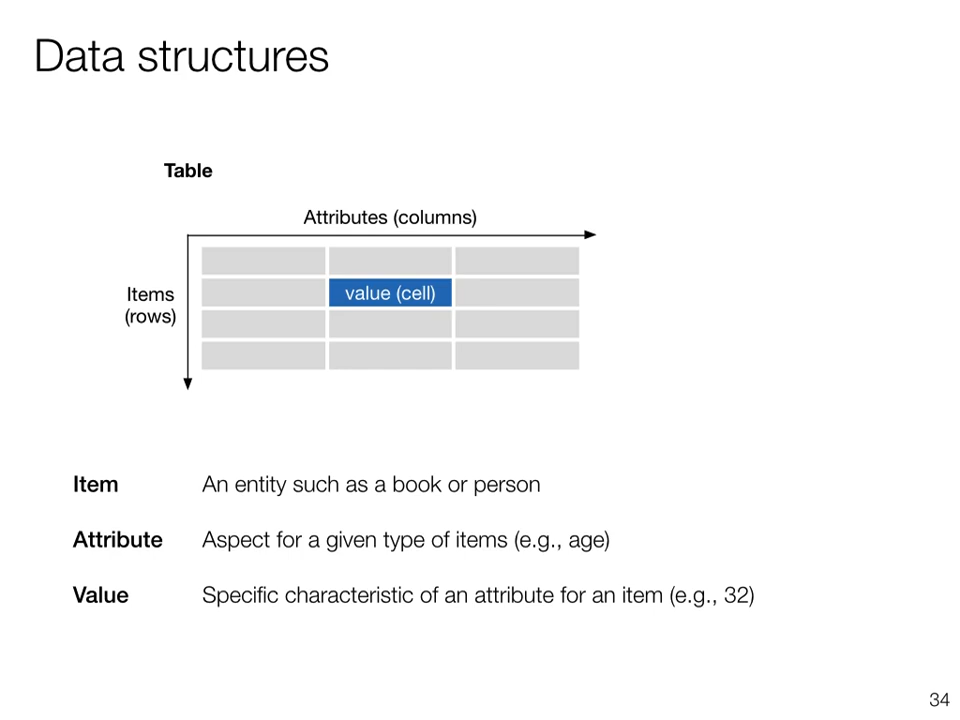 Data structures
Table
Attributes (columns)
Items
(rows)
value (cell)
Item An entity such as a book or person
Attribute Aspect for a given type of items (e.g., age)
Value Specific characteristic of an attribute for an item (e.g., 32)
34